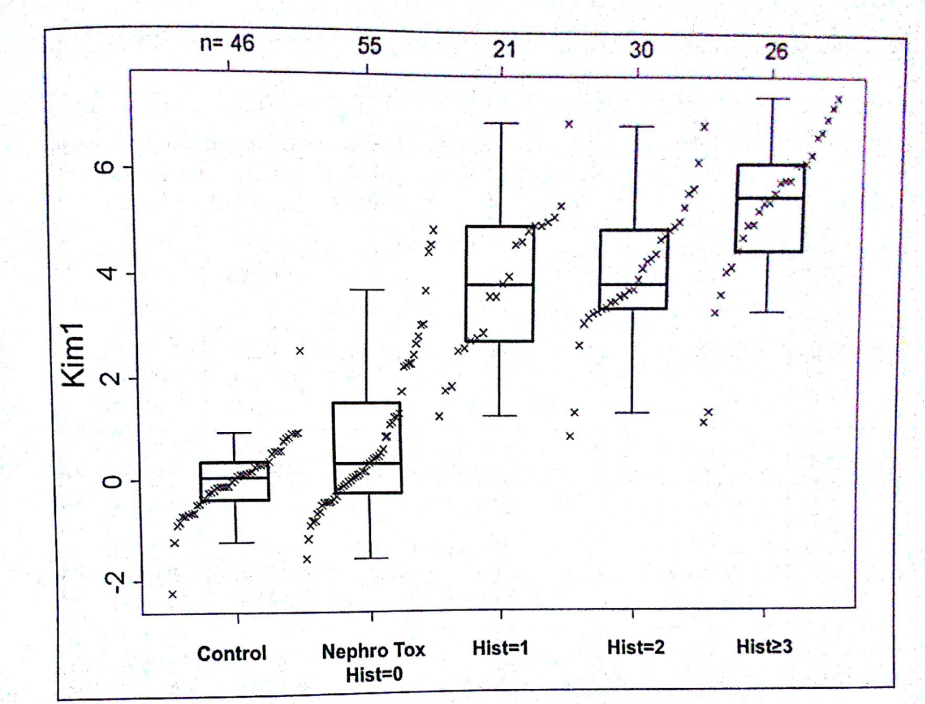 n= 46 55 21 30 26
Kim1
6
4
2
0
-2
Control Nephro Tox Hist=1 Hist=2 Hist≥3
Hist=0